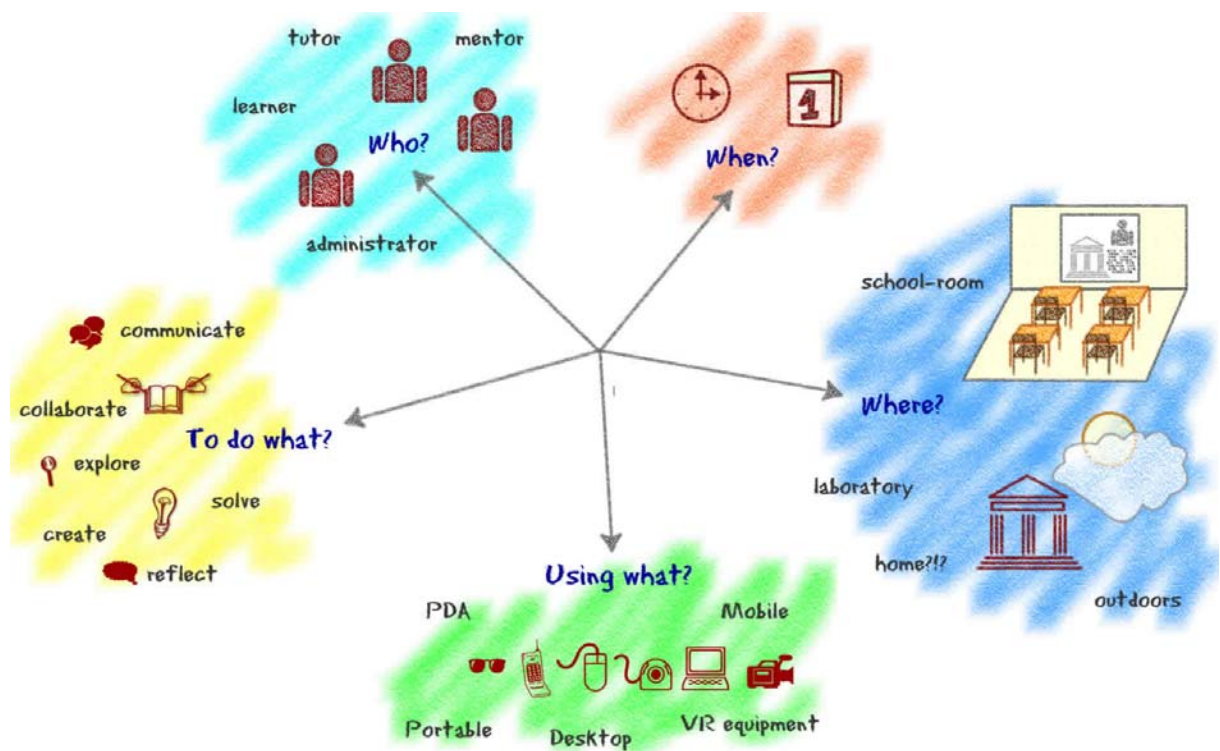 tutor
mentor
learner
Who?
administrator
When?
1
school-room
Where?
laboratory
home?!?
outdoors
communicate
collaborate
To do what?
explore
solve
create
reflect
Using what?
PDA
Mobile
Portable
Desktop
VR equipment